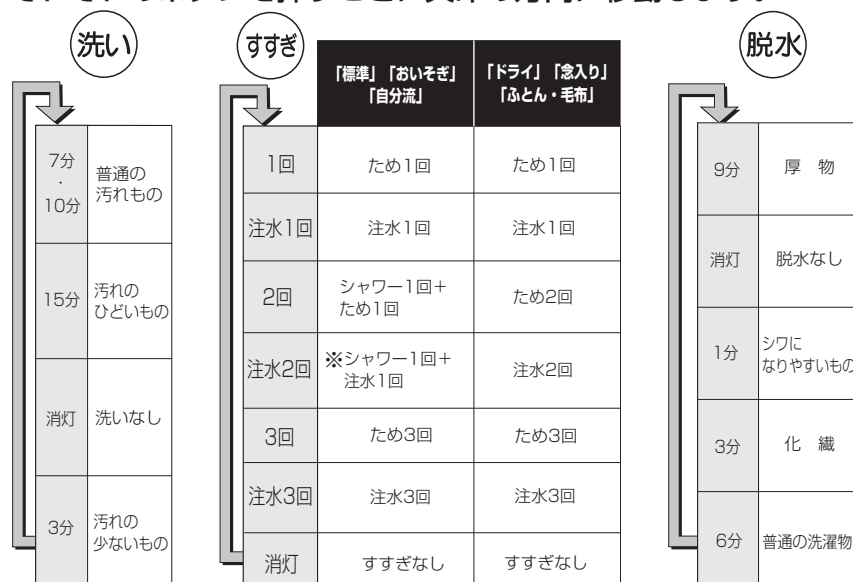 洗い
7分
・
10分
普通の
汚れもの
15分
汚れの
ひどいもの
消灯
洗いなし
3分
汚れの
少ないもの
すすぎ
「標準」「おいそぎ」
「自分流」
「ドライ」「念入り」
「ふとん・毛布」
1回
ため1回
ため1回
注水1回
注水1回
注水1回
2回
シャワー1回+
ため1回
ため2回
注水2回
※シャワー1回+
注水1回
注水2回
3回
ため3回
ため3回
注水3回
注水3回
注水3回
消灯
すすぎなし
すすぎなし
脱水
9分
厚 物
消灯
脱水なし
1分
シワに
なりやすいもの
3分
化 繊
6分
普通の洗濯物